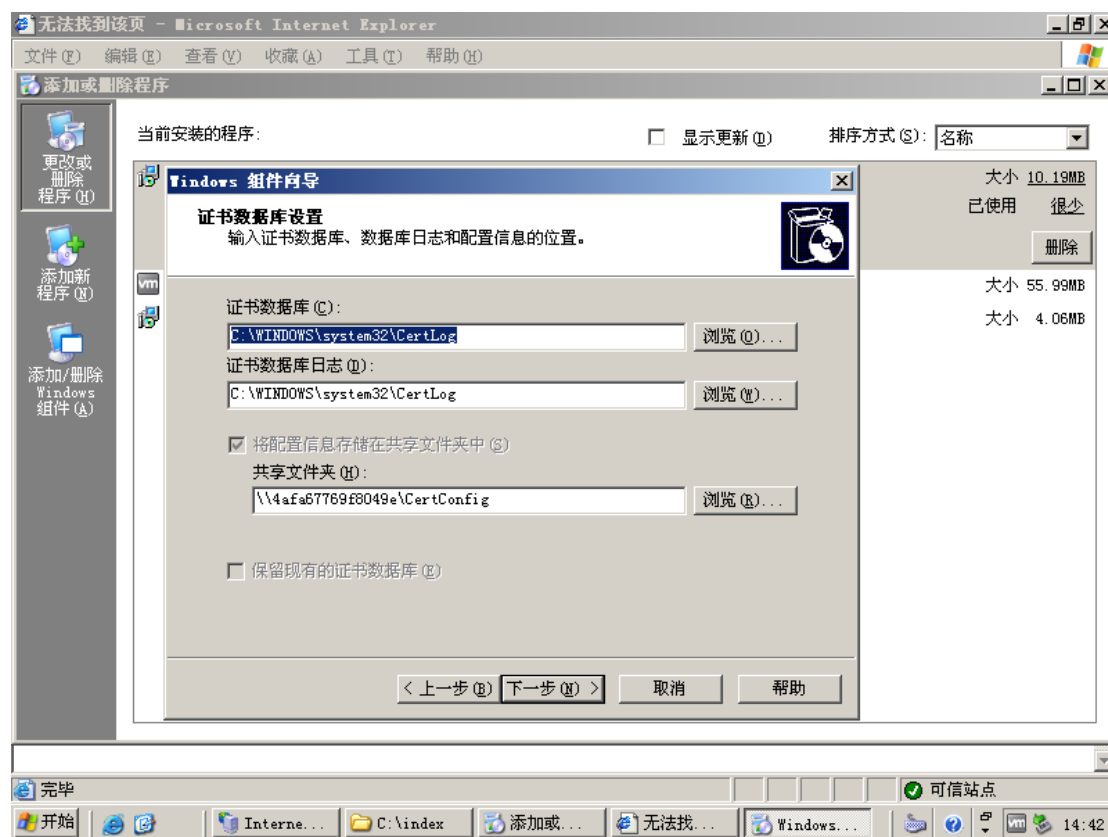 无法找到该页 - Microsoft Internet Explorer
文件(F) 编辑(E) 查看(V) 收藏(A) 工具(T) 帮助(H)
添加或删除程序
更改或
删除
程序(H)
添加新
程序(N)
添加/删除
Windows
组件(A)
当前安装的程序:
显示更新(D)
排序方式(S): 名称
大小 10.19MB
已使用 很少
删除
大小 55.99MB
大小 4.06MB
Windows 组件向导
证书数据库设置
输入证书数据库、数据库日志和配置信息的位置。
证书数据库(C):
C:\WINDOWS\system32\CertLog 浏览(O)...
证书数据库日志(D):
C:\WINDOWS\system32\CertLog 浏览(W)...
将配置信息存储在共享文件夹中(S)
共享文件夹(H):
\\4afa67769f8049e\CertConfig 浏览(R)...
保留现有的证书数据库(E)
< 上一步(B) 下一步(N) > 取消 帮助
完毕 可信站点
开始 Interne... C:\index 添加或... 无法找... Windows... vm 14:42
vm